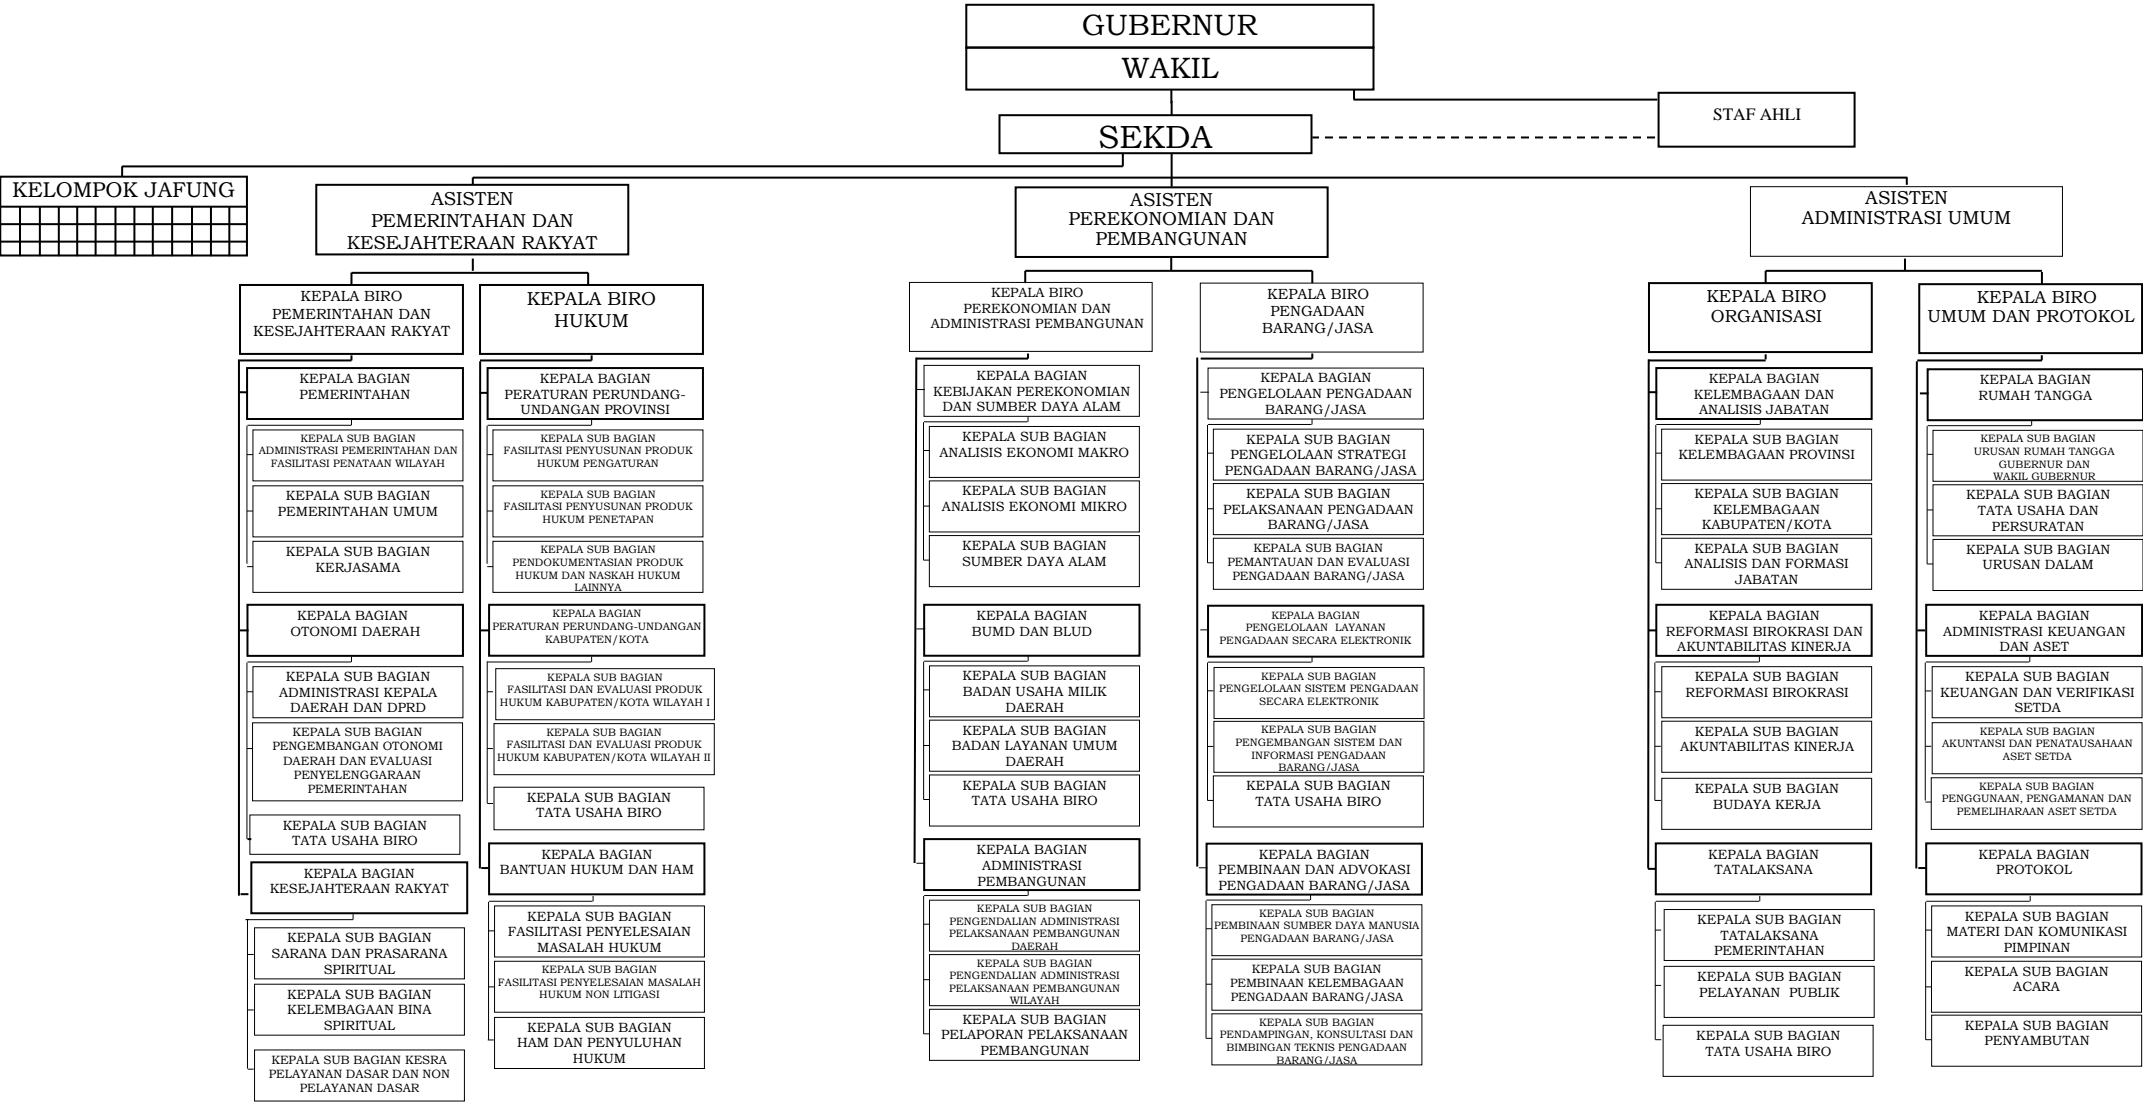 GUBERNUR
WAKIL
STAF AHLI
SEKDA
KELOMPOK JAFUNG
ASISTEN
PEMERINTAHAN DAN
KESEJAHTERAAN RAKYAT
ASISTEN
PEREKONOMIAN DAN
PEMBANGUNAN
ASISTEN
ADMINISTRASI UMUM
KEPALA BIRO
PEMERINTAHAN DAN
KESEJAHTERAAN RAKYAT
KEPALA BAGIAN
PEMERINTAHAN
KEPALA SUB BAGIAN
ADMINISTRASI PEMERINTAHAN DAN
FASILITASI PENATAAN WILAYAH
KEPALA SUB BAGIAN
PEMERINTAHAN UMUM
KEPALA SUB BAGIAN
KERJASAMA
KEPALA BAGIAN
OTONOMI DAERAH
KEPALA SUB BAGIAN
ADMINISTRASI KEPALA
DAERAH DAN DPRD
KEPALA SUB BAGIAN
PENGEMBANGAN OTONOMI
DAERAH DAN EVALUASI
PENYELENGGARAAN
PEMERINTAHAN
KEPALA SUB BAGIAN
TATA USAHA BIRO
KEPALA BAGIAN
KESEJAHTERAAN RAKYAT
KEPALA SUB BAGIAN
SARANA DAN PRASARANA
SPIRITUAL
KEPALA SUB BAGIAN
KELEMBAGAAN BINA
SPIRITUAL
KEPALA SUB BAGIAN KESRA
PELAYANAN DASAR DAN NON
PELAYANAN DASAR
KEPALA BIRO
HUKUM
KEPALA BAGIAN
PERATURAN PERUNDANG-
UNDANGAN PROVINSI
KEPALA SUB BAGIAN
FASILITASI PENYUSUNAN PRODUK
HUKUM PENGATURAN
KEPALA SUB BAGIAN
FASILITASI PENYUSUNAN PRODUK
HUKUM PENETAPAN
KEPALA SUB BAGIAN
PENDOKUMENTASIAN PRODUK
HUKUM DAN NASKAH HUKUM
LAINNYA
KEPALA BAGIAN
PERATURAN PERUNDANG-UNDANGAN
KABUPATEN/KOTA
KEPALA SUB BAGIAN
FASILITASI DAN EVALUASI PRODUK
HUKUM KABUPATEN/KOTA WILAYAH I
KEPALA SUB BAGIAN
FASILITASI DAN EVALUASI PRODUK
HUKUM KABUPATEN/KOTA WILAYAH II
KEPALA SUB BAGIAN
TATA USAHA BIRO
KEPALA BAGIAN
BANTUAN HUKUM DAN HAM
KEPALA SUB BAGIAN
FASILITASI PENYELESAIAN
MASALAH HUKUM
KEPALA SUB BAGIAN
FASILITASI PENYELESAIAN MASALAH
HUKUM NON LITIGASI
KEPALA SUB BAGIAN
HAM DAN PENYULUHAN
HUKUM
KEPALA BIRO
PEREKONOMIAN DAN
ADMINISTRASI PEMBANGUNAN
KEPALA BAGIAN
KEBIJAKAN PEREKONOMIAN
DAN SUMBER DAYA ALAM
KEPALA SUB BAGIAN
ANALISIS EKONOMI MAKRO
KEPALA SUB BAGIAN
ANALISIS EKONOMI MIKRO
KEPALA SUB BAGIAN
SUMBER DAYA ALAM
KEPALA BAGIAN
BUMD DAN BLUD
KEPALA SUB BAGIAN
BADAN USAHA MILIK
DAERAH
KEPALA SUB BAGIAN
BADAN LAYANAN UMUM
DAERAH
KEPALA SUB BAGIAN
TATA USAHA BIRO
KEPALA BAGIAN
ADMINISTRASI
PEMBANGUNAN
KEPALA SUB BAGIAN
PENGENDALIAN ADMINISTRASI
PELAKSANAAN PEMBANGUNAN
DAERAH
KEPALA SUB BAGIAN
PENGENDALIAN ADMINISTRASI
PELAKSANAAN PEMBANGUNAN
WILAYAH
KEPALA SUB BAGIAN
PELAPORAN PELAKSANAAN
PEMBANGUNAN
KEPALA BIRO
PENGADAAN
BARANG/JASA
KEPALA BAGIAN
PENGELOLAAN PENGADAAN
BARANG/JASA
KEPALA SUB BAGIAN
PENGELOLAAN STRATEGI
PENGADAAN BARANG/JASA
KEPALA SUB BAGIAN
PELAKSANAAN PENGADAAN
BARANG/JASA
KEPALA SUB BAGIAN
PEMANTAUAN DAN EVALUASI
PENGADAAN BARANG/JASA
KEPALA BAGIAN
PENGELOLAAN LAYANAN
PENGADAAN SECARA ELEKTRONIK
KEPALA SUB BAGIAN
PENGELOLAAN SISTEM PENGADAAN
SECARA ELEKTRONIK
KEPALA SUB BAGIAN
PENGEMBANGAN SISTEM DAN
INFORMASI PENGADAAN
BARANG/JASA
KEPALA SUB BAGIAN
TATA USAHA BIRO
KEPALA BAGIAN
PEMBINAAN DAN ADVOKASI
PENGADAAN BARANG/JASA
KEPALA SUB BAGIAN
PEMBINAAN SUMBER DAYA MANUSIA
PENGADAAN BARANG/JASA
KEPALA SUB BAGIAN
PEMBINAAN KELEMBAGAAN
PENGADAAN BARANG/JASA
KEPALA SUB BAGIAN
PENDAMPINGAN, KONSULTASI DAN
BIMBINGAN TEKNIS PENGADAAN
BARANG/JASA
KEPALA BIRO
ORGANISASI
KEPALA BAGIAN
KELEMBAGAAN DAN
ANALISIS JABATAN
KEPALA SUB BAGIAN
KELEMBAGAAN PROVINSI
KEPALA SUB BAGIAN
KELEMBAGAAN
KABUPATEN/KOTA
KEPALA SUB BAGIAN
ANALISIS DAN FORMASI
JABATAN
KEPALA BAGIAN
REFORMASI BIROKRASI DAN
AKUNTABILITAS KINERJA
KEPALA SUB BAGIAN
REFORMASI BIROKRASI
KEPALA SUB BAGIAN
AKUNTABILITAS KINERJA
KEPALA SUB BAGIAN
BUDAYA KERJA
KEPALA BAGIAN
TATALAKSANA
KEPALA SUB BAGIAN
TATALAKSANA
PEMERINTAHAN
KEPALA SUB BAGIAN
PELAYANAN PUBLIK
KEPALA SUB BAGIAN
TATA USAHA BIRO
KEPALA BIRO
UMUM DAN PROTOKOL
KEPALA BAGIAN
RUMAH TANGGA
KEPALA SUB BAGIAN
URUSAN RUMAH TANGGA
GUBERNUR DAN
WAKIL GUBERNUR
KEPALA SUB BAGIAN
TATA USAHA DAN
PERSURATAN
KEPALA SUB BAGIAN
URUSAN DALAM
KEPALA BAGIAN
ADMINISTRASI KEUANGAN
DAN ASET
KEPALA SUB BAGIAN
KEUANGAN DAN VERIFIKASI
SETDA
KEPALA SUB BAGIAN
AKUNTANSI DAN PENATAUSAHAAN
ASET SETDA
KEPALA SUB BAGIAN
PENGGUNAAN, PENGAMANAN DAN
PEMELIHARAAN ASET SETDA
KEPALA BAGIAN
PROTOKOL
KEPALA SUB BAGIAN
MATERI DAN KOMUNIKASI
PIMPINAN
KEPALA SUB BAGIAN
ACARA
KEPALA SUB BAGIAN
PENYAMBUTAN